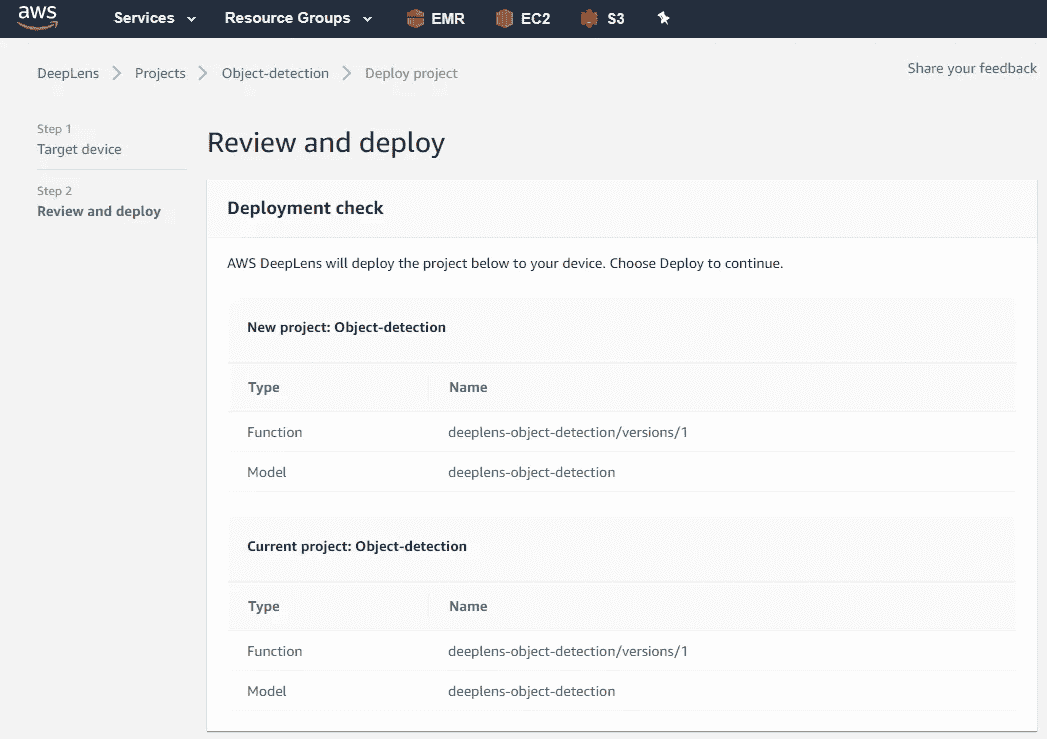 aws Services Resource Groups EMR EC2 S3
DeepLens Projects Object-detection Deploy project Share your feedback
Step 1
Target device
Step 2
Review and deploy
Review and deploy
Deployment check
AWS DeepLens will deploy the project below to your device. Choose Deploy to continue.
New project: Object-detection
Type Name
Function deeplens-object-detection/versions/1
Model deeplens-object-detection
Current project: Object-detection
Type Name
Function deeplens-object-detection/versions/1
Model deeplens-object-detection